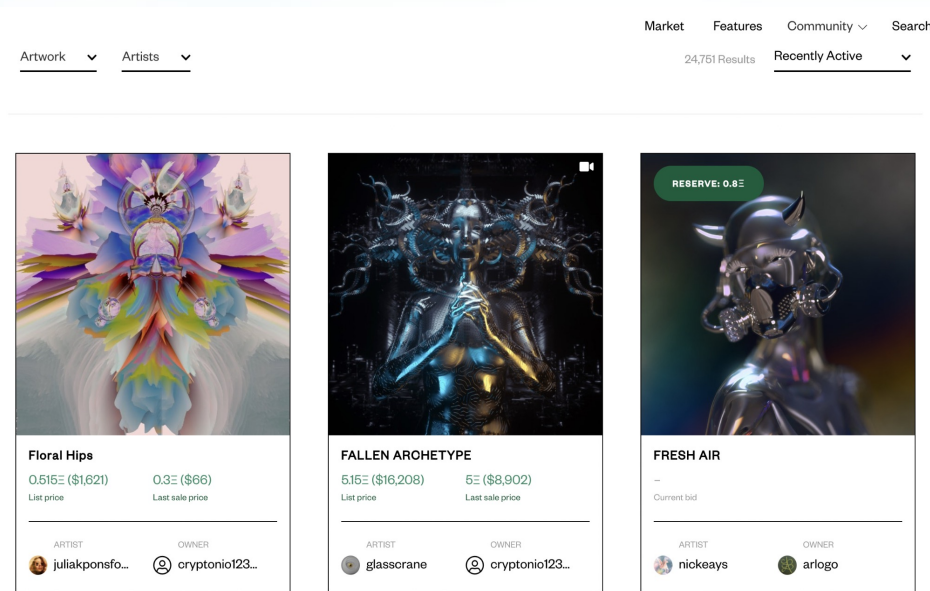 Market Features Community Search
Artwork Artists 24,751 Results Recently Active
RESERVE: 0.8Ξ
Floral Hips
0.515Ξ ($1,621) 0.3Ξ ($66)
List price Last sale price
ARTIST OWNER
juliakponsfo... cryptonio123...
FALLEN ARCHETYPE
5.15Ξ ($16,208) 5Ξ ($8,902)
List price Last sale price
ARTIST OWNER
glasscrane cryptonio123...
FRESH AIR
–
Current bid
ARTIST OWNER
nickeays arlogo